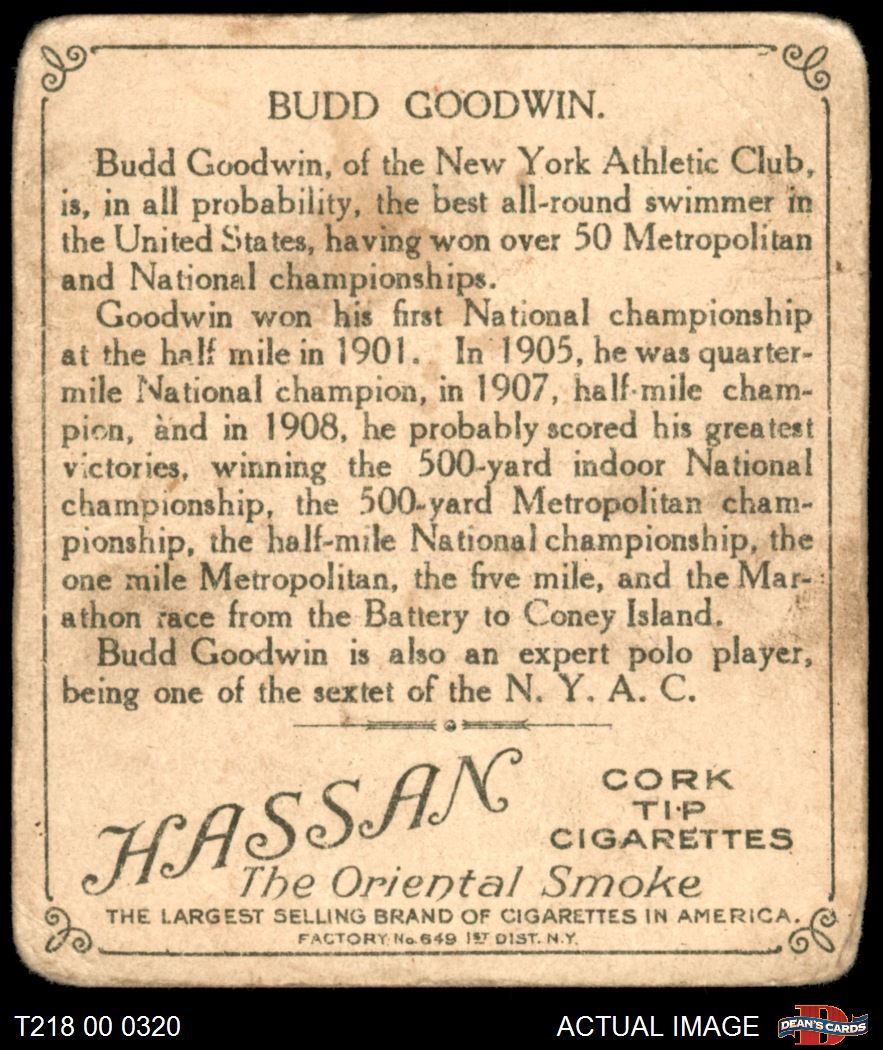 BUDD GOODWIN.
Budd Goodwin, of the New York Athletic Club,
is, in all probability, the best all-round swimmer in
the United States, having won over 50 Metropolitan
and National championships.
Goodwin won his first National championship
at the half mile in 1901. In 1905, he was quarter-
mile National champion, in 1907, half-mile cham-
pion, and in 1908, he probably scored his greatest
victories, winning the 500-yard indoor National
championship, the 500-yard Metropolitan cham-
pionship, the half-mile National championship, the
one mile Metropolitan, the five mile, and the Mar-
athon race from the Battery to Coney Island.
Budd Goodwin is also an expert polo player,
being one of the sextet of the N. Y. A. C.
HASSAN
CORK
TIP
CIGARETTES
The Oriental Smoke
THE LARGEST SELLING BRAND OF CIGARETTES IN AMERICA.
FACTORY No. 649 1ST DIST. N.Y.
T218 00 0320
ACTUAL IMAGE
DEAN'S CARDS